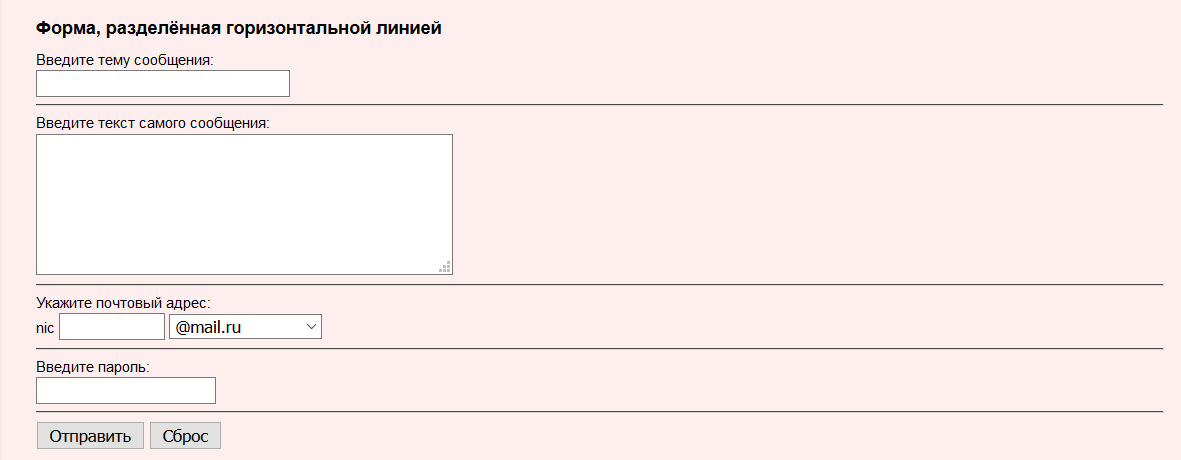 Форма, разделённая горизонтальной линией
Введите тему сообщения:
Введите текст самого сообщения:
Укажите почтовый адрес:
nic @mail.ru
Введите пароль:
Отправить Сброс